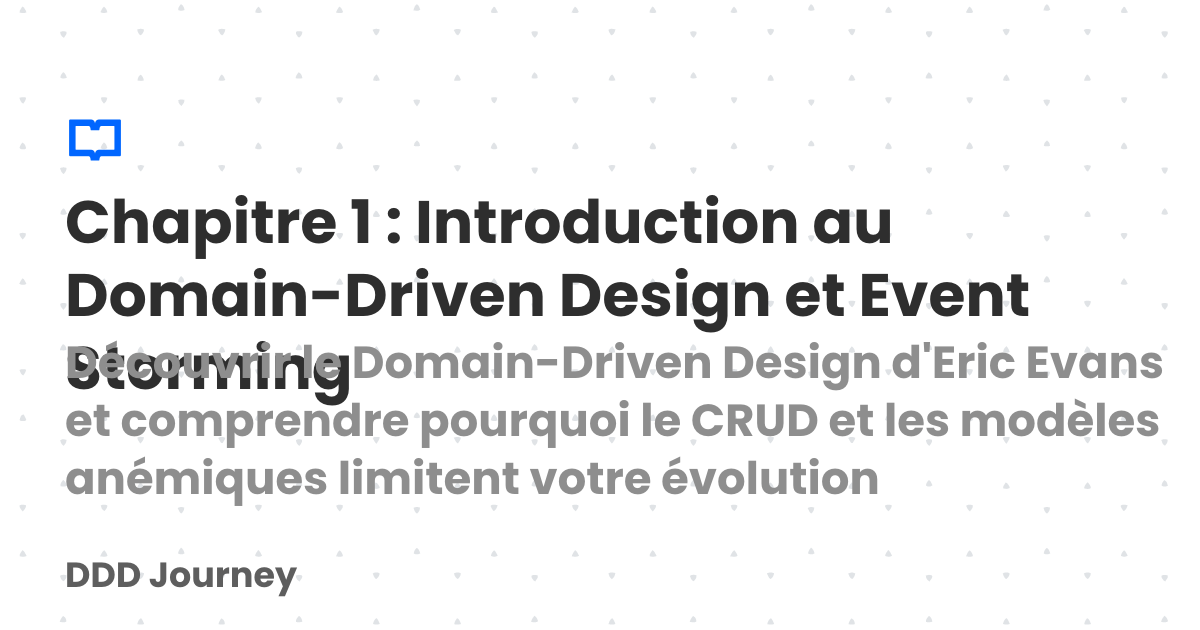 Chapitre 1 : Introduction au
Domain-Driven Design et Event
Storming
Découvrir le Domain-Driven Design d'Eric Evans
et comprendre pourquoi le CRUD et les modèles
anémiques limitent votre évolution
DDD Journey